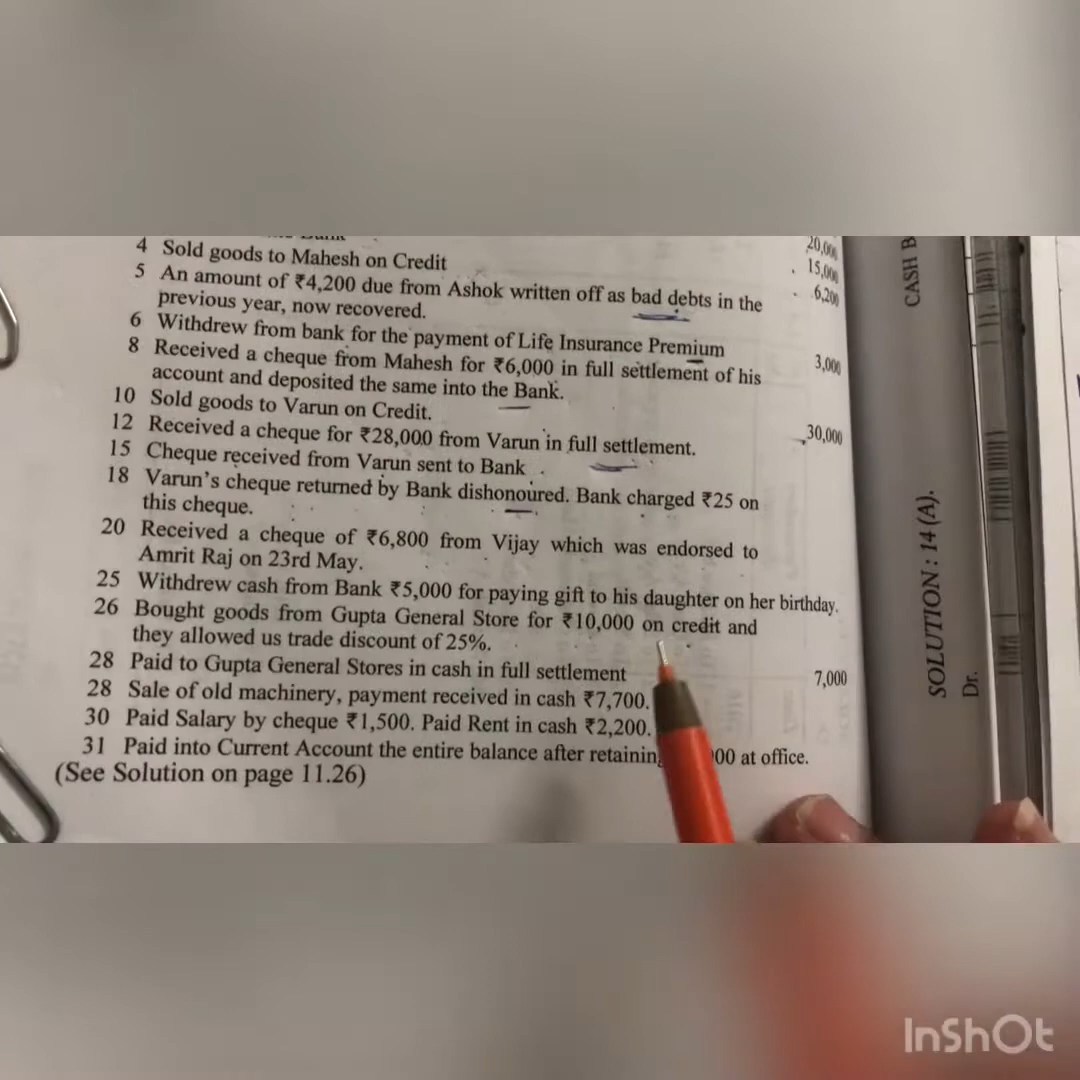 20,000
4 Sold goods to Mahesh on Credit 15,000
5 An amount of ₹4,200 due from Ashok written off as bad debts in the 6,200
previous year, now recovered.
6 Withdrew from bank for the payment of Life Insurance Premium 3,000
8 Received a cheque from Mahesh for ₹6,000 in full settlement of his
account and deposited the same into the Bank.
10 Sold goods to Varun on Credit. 30,000
12 Received a cheque for ₹28,000 from Varun in full settlement.
15 Cheque received from Varun sent to Bank
18 Varun's cheque returned by Bank dishonoured. Bank charged ₹25 on
this cheque.
20 Received a cheque of ₹6,800 from Vijay which was endorsed to
Amrit Raj on 23rd May.
25 Withdrew cash from Bank ₹5,000 for paying gift to his daughter on her birthday.
26 Bought goods from Gupta General Store for ₹10,000 on credit and
they allowed us trade discount of 25%.
28 Paid to Gupta General Stores in cash in full settlement 7,000
28 Sale of old machinery, payment received in cash ₹7,700.
30 Paid Salary by cheque ₹1,500. Paid Rent in cash ₹2,200.
31 Paid into Current Account the entire balance after retaining 00 at office.
(See Solution on page 11.26)
CASH B
SOLUTION : 14 (A).
Dr.
InShOt